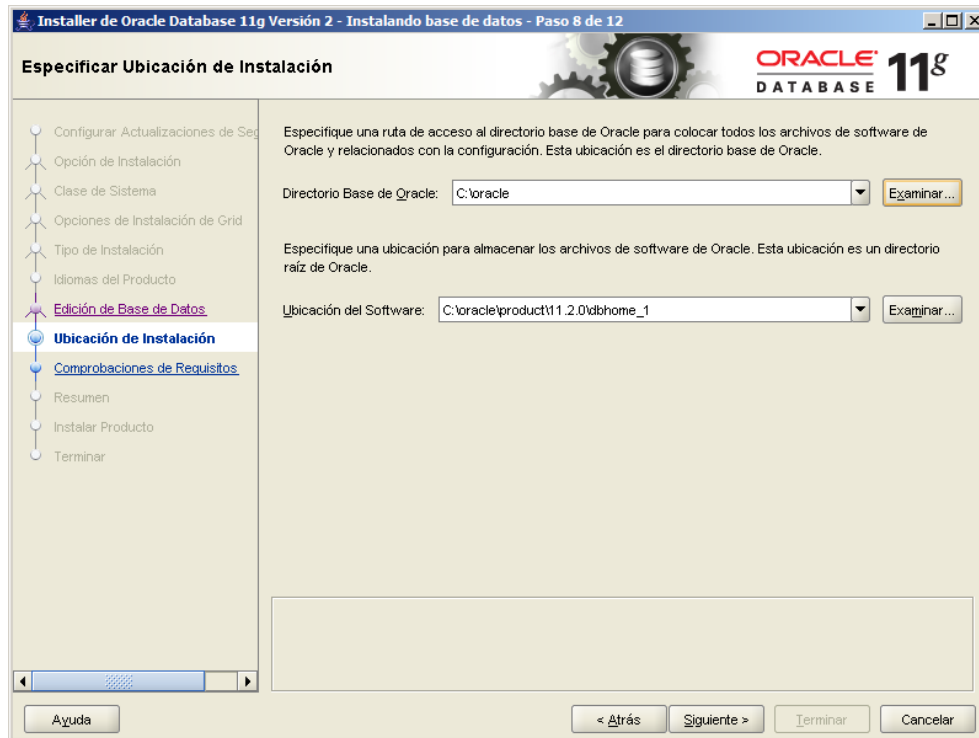 Installer de Oracle Database 11g Versión 2 - Instalando base de datos - Paso 8 de 12
Especificar Ubicación de Instalación
ORACLE
DATABASE
11g
Configurar Actualizaciones de Seg
Opción de Instalación
Clase de Sistema
Opciones de Instalación de Grid
Tipo de Instalación
Idiomas del Producto
Edición de Base de Datos
Ubicación de Instalación
Comprobaciones de Requisitos
Resumen
Instalar Producto
Terminar
Especifique una ruta de acceso al directorio base de Oracle para colocar todos los archivos de software de
Oracle y relacionados con la configuración. Esta ubicación es el directorio base de Oracle.
Directorio Base de Oracle: C:\oracle Examinar...
Especifique una ubicación para almacenar los archivos de software de Oracle. Esta ubicación es un directorio
raíz de Oracle.
Ubicación del Software: C:\oracle\product\11.2.0\dbhome_1 Examinar...
Ayuda < Atrás Siguiente > Terminar Cancelar